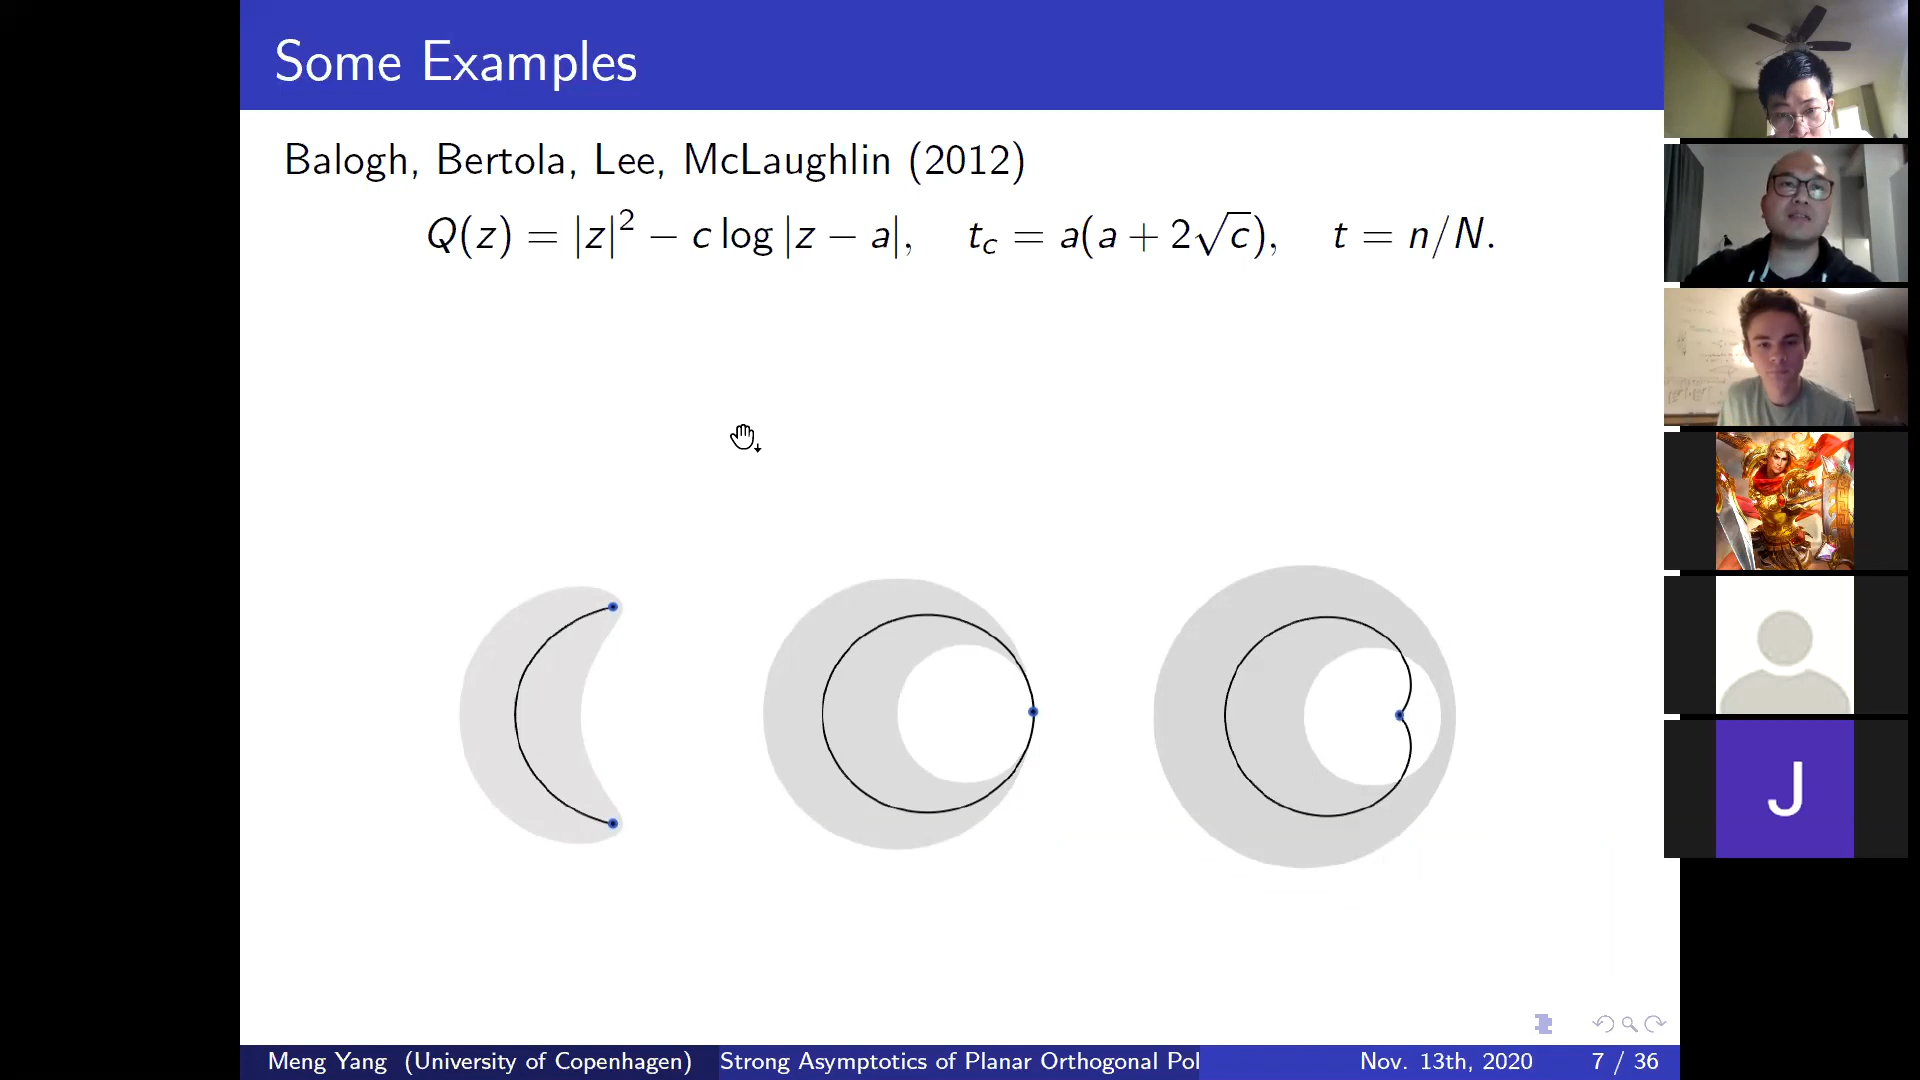 Some Examples
Balogh, Bertola, Lee, McLaughlin (2012)
Q(z) = |z|² − c log |z − a|, t_c = a(a + 2√c), t = n/N.
J
Meng Yang (University of Copenhagen) Strong Asymptotics of Planar Orthogonal Pol Nov. 13th, 2020 7 / 36